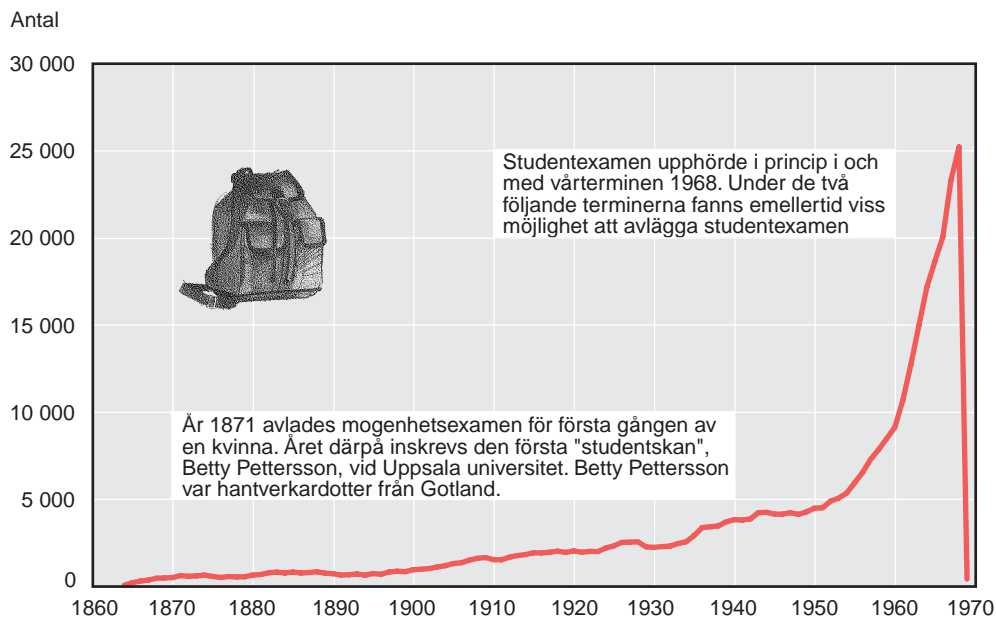 Antal
30 000
25 000
20 000
15 000
10 000
5 000
0
Studentexamen upphörde i princip i och
med vårterminen 1968. Under de två
följande terminerna fanns emellertid viss
möjlighet att avlägga studentexamen
År 1871 avlades mogenhetsexamen för första gången av
en kvinna. Året därpå inskrevs den första "studentskan",
Betty Pettersson, vid Uppsala universitet. Betty Pettersson
var hantverkardotter från Gotland.
1860 1870 1880 1890 1900 1910 1920 1930 1940 1950 1960 1970